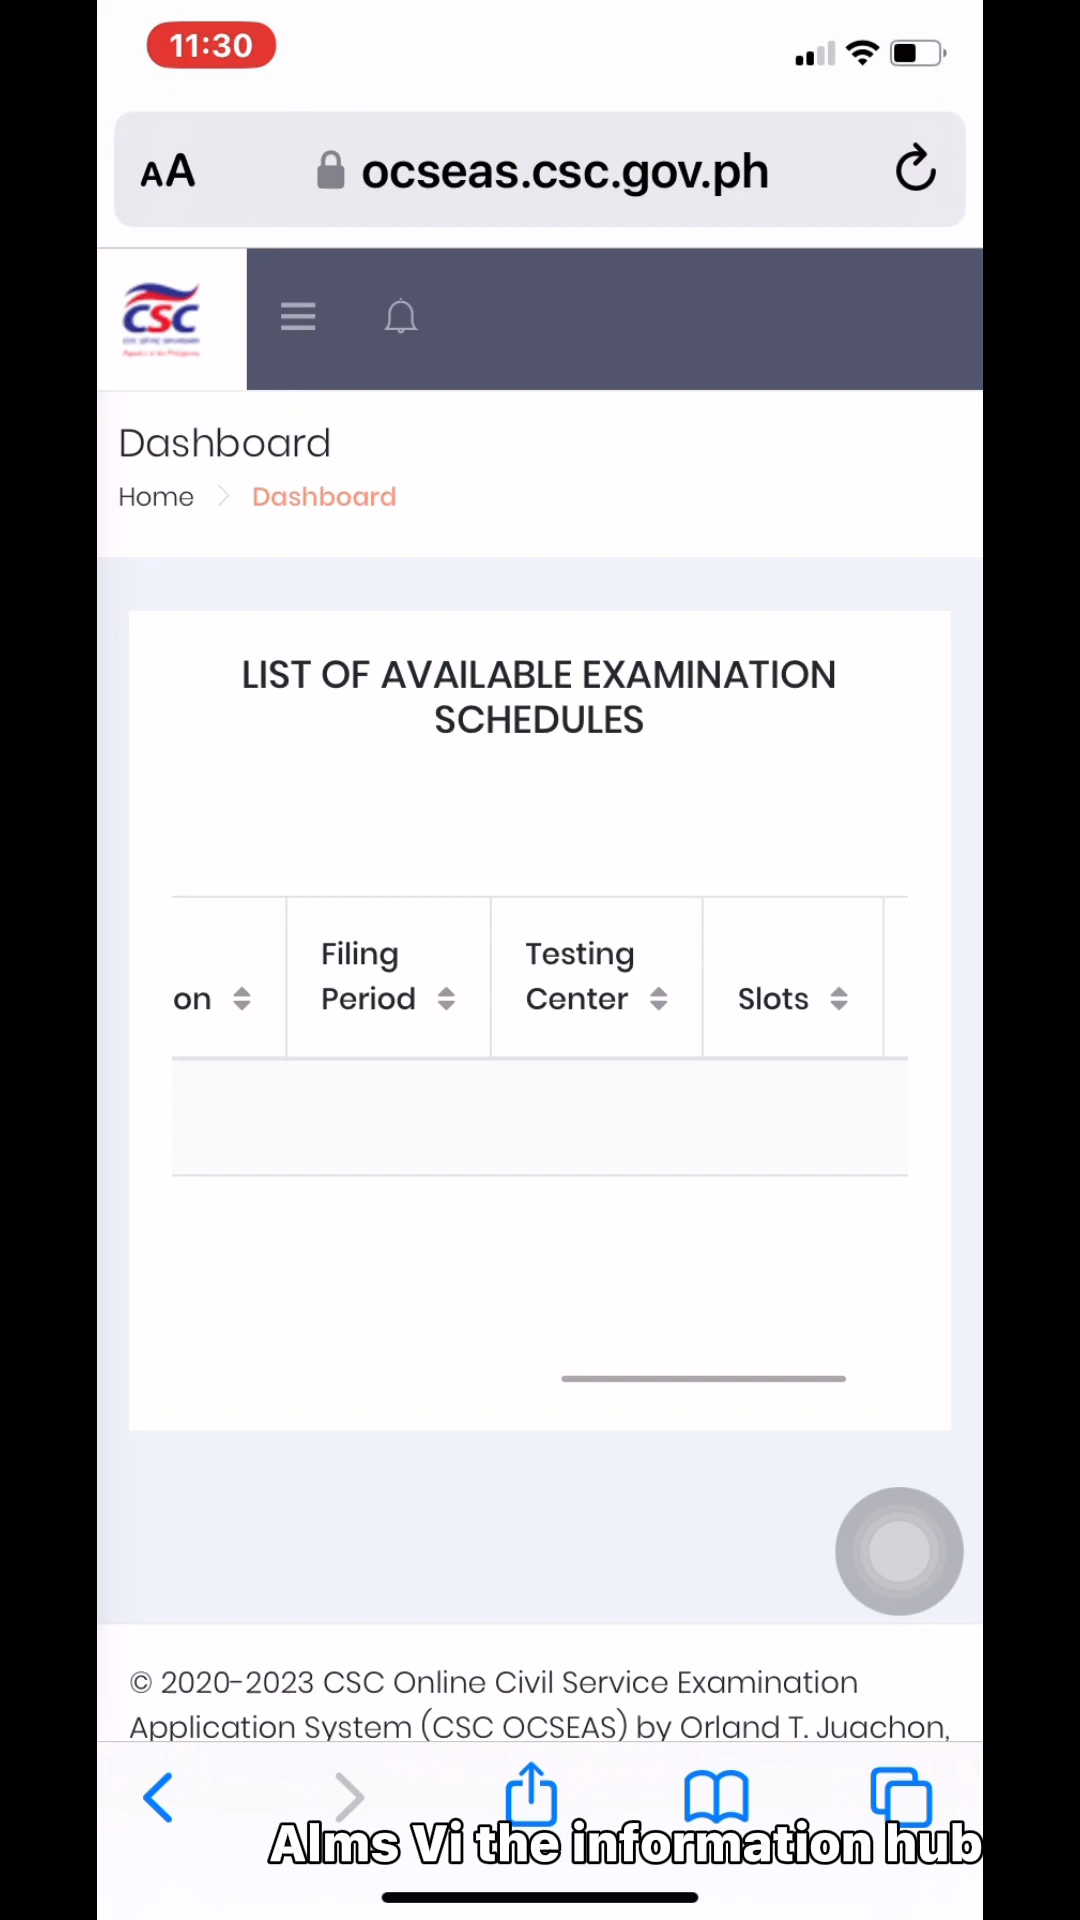 11:30
AA ocseas.csc.gov.ph
CSC
Dashboard
Home Dashboard
LIST OF AVAILABLE EXAMINATION
SCHEDULES
on
Filing
Period
Testing
Center
Slots
© 2020-2023 CSC Online Civil Service Examination
Application System (CSC OCSEAS) by Orland T. Juachon,
Alms Vi the information hub